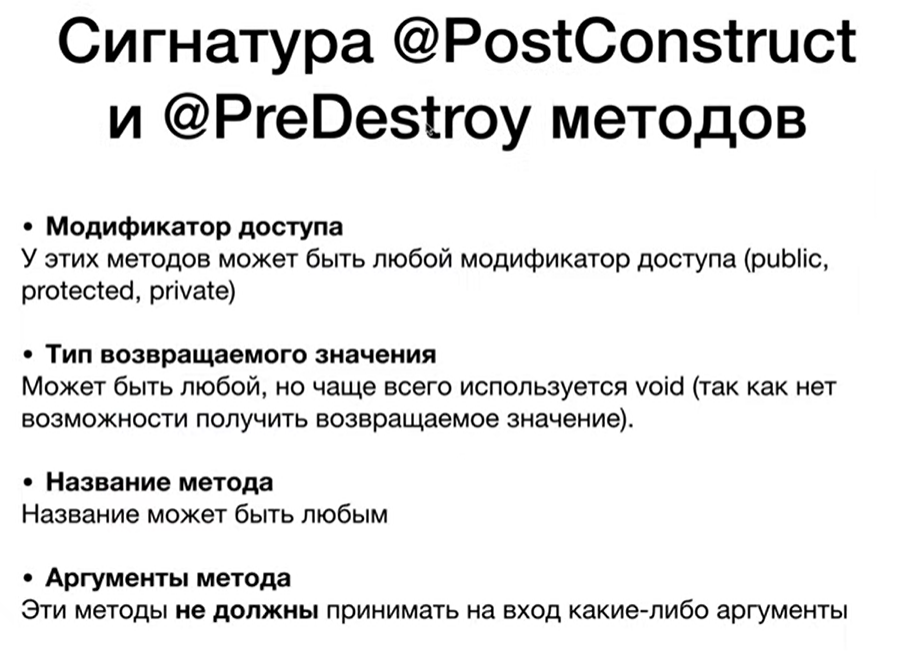 Сигнатура @PostConstruct
и @PreDestroy методов
• Модификатор доступа
У этих методов может быть любой модификатор доступа (public,
protected, private)
• Тип возвращаемого значения
Может быть любой, но чаще всего используется void (так как нет
возможности получить возвращаемое значение).
• Название метода
Название может быть любым
• Аргументы метода
Эти методы не должны принимать на вход какие-либо аргументы